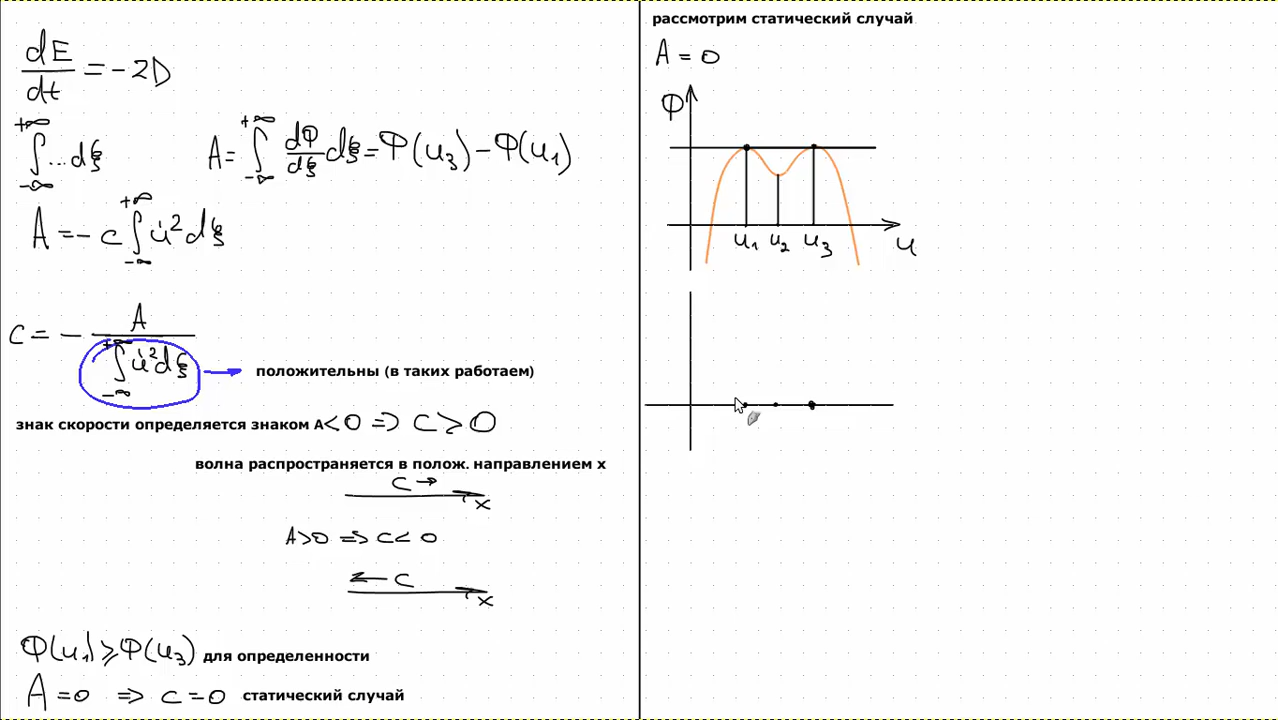 dE/dt = -2D
∫_{-∞}^{+∞} ... dξ
A = ∫_{-∞}^{+∞} dΦ/dξ dξ = Φ(u₃) - Φ(u₁)
A = - c ∫_{-∞}^{+∞} u̇² dξ
c = - A / ∫_{-∞}^{+∞} u̇² dξ
положительны (в таких работаем)
знак скорости определяется знаком A < 0 => c > 0
волна распространяется в полож. направлением x
c →
x
A > 0 => c < 0
← c
x
Φ(u₁) ⩾ Φ(u₃) для определенности
A = 0 => c = 0 статический случай
рассмотрим статический случай
A = 0
Φ
u₁ u₂ u₃ u